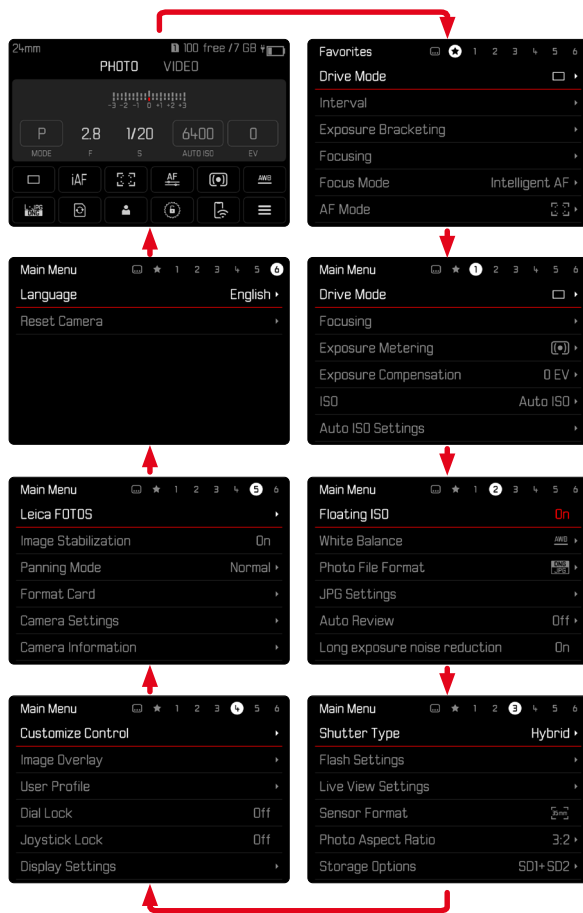 24mm 1 100 free /7 GB
PHOTO VIDEO
-3 -2 -1 0 +1 +2 +3
P 2.8 1/20 6400 0
MODE F S AUTO ISO EV
iAF AF AWB
L-JPG
DNG
Favorites ★ 1 2 3 4 5 6
Drive Mode
Interval
Exposure Bracketing
Focusing
Focus Mode Intelligent AF
AF Mode
Main Menu ★ 1 2 3 4 5 6
Language English
Reset Camera
Main Menu ★ 1 2 3 4 5 6
Drive Mode
Focusing
Exposure Metering
Exposure Compensation 0 EV
ISO Auto ISO
Auto ISO Settings
Main Menu ★ 1 2 3 4 5 6
Leica FOTOS
Image Stabilization On
Panning Mode Normal
Format Card
Camera Settings
Camera Information
Main Menu ★ 1 2 3 4 5 6
Floating ISO On
White Balance AWB
Photo File Format DNG JPG
JPG Settings
Auto Review Off
Long exposure noise reduction On
Main Menu ★ 1 2 3 4 5 6
Customize Control
Image Overlay
User Profile
Dial Lock Off
Joystick Lock Off
Display Settings
Main Menu ★ 1 2 3 4 5 6
Shutter Type Hybrid
Flash Settings
Live View Settings
Sensor Format 35mm
Photo Aspect Ratio 3:2
Storage Options SD1+SD2